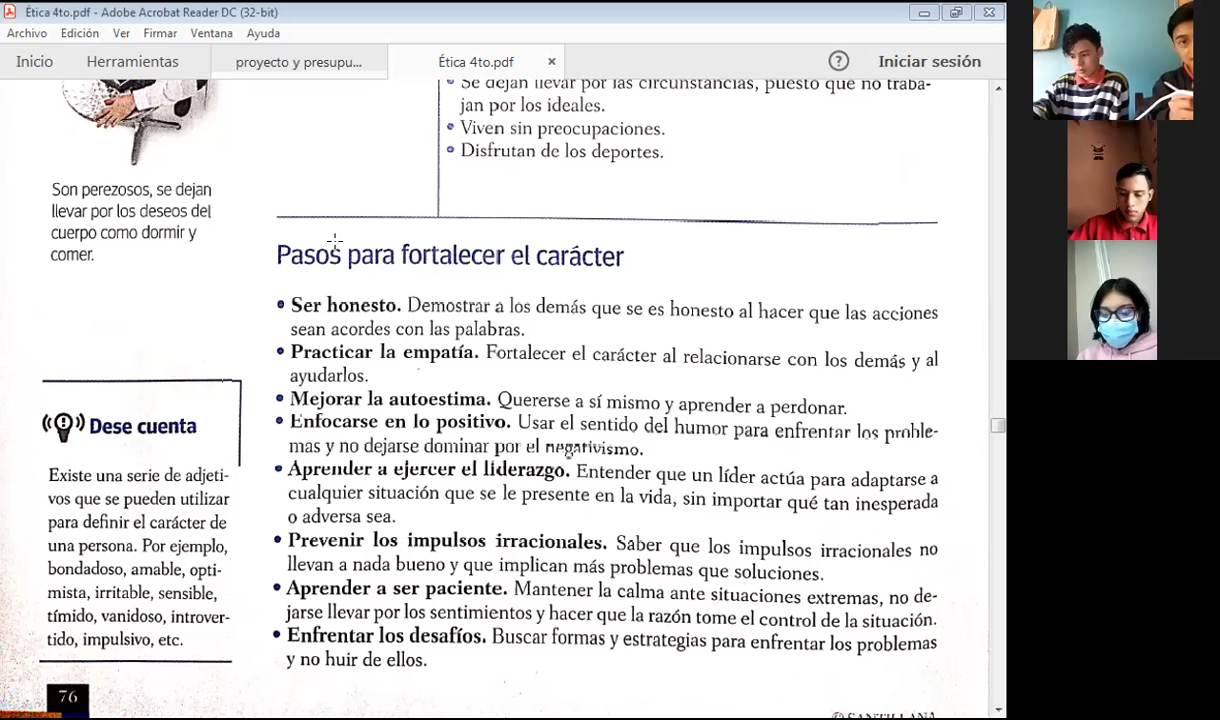 Ética 4to.pdf - Adobe Acrobat Reader DC (32-bit)
Archivo Edición Ver Firmar Ventana Ayuda
Inicio Herramientas proyecto y presupu... Ética 4to.pdf × ? Iniciar sesión
Se dejan llevar por las circunstancias, puesto que no traba-
jan por los ideales.
• Viven sin preocupaciones.
• Disfrutan de los deportes.
Son perezosos, se dejan
llevar por los deseos del
cuerpo como dormir y
comer.
Pasos para fortalecer el carácter
• Ser honesto. Demostrar a los demás que se es honesto al hacer que las acciones
sean acordes con las palabras.
• Practicar la empatía. Fortalecer el carácter al relacionarse con los demás y al
ayudarlos.
• Mejorar la autoestima. Quererse a sí mismo y aprender a perdonar.
• Enfocarse en lo positivo. Usar el sentido del humor para enfrentar los proble-
mas y no dejarse dominar por el negativismo.
• Aprender a ejercer el liderazgo. Entender que un líder actúa para adaptarse a
cualquier situación que se le presente en la vida, sin importar qué tan inesperada
o adversa sea.
• Prevenir los impulsos irracionales. Saber que los impulsos irracionales no
llevan a nada bueno y que implican más problemas que soluciones.
• Aprender a ser paciente. Mantener la calma ante situaciones extremas, no de-
jarse llevar por los sentimientos y hacer que la razón tome el control de la situación.
• Enfrentar los desafíos. Buscar formas y estrategias para enfrentar los problemas
y no huir de ellos.
Dese cuenta
Existe una serie de adjeti-
vos que se pueden utilizar
para definir el carácter de
una persona. Por ejemplo,
bondadoso, amable, opti-
mista, irritable, sensible,
tímido, vanidoso, introver-
tido, impulsivo, etc.
76
© SANTILLANA